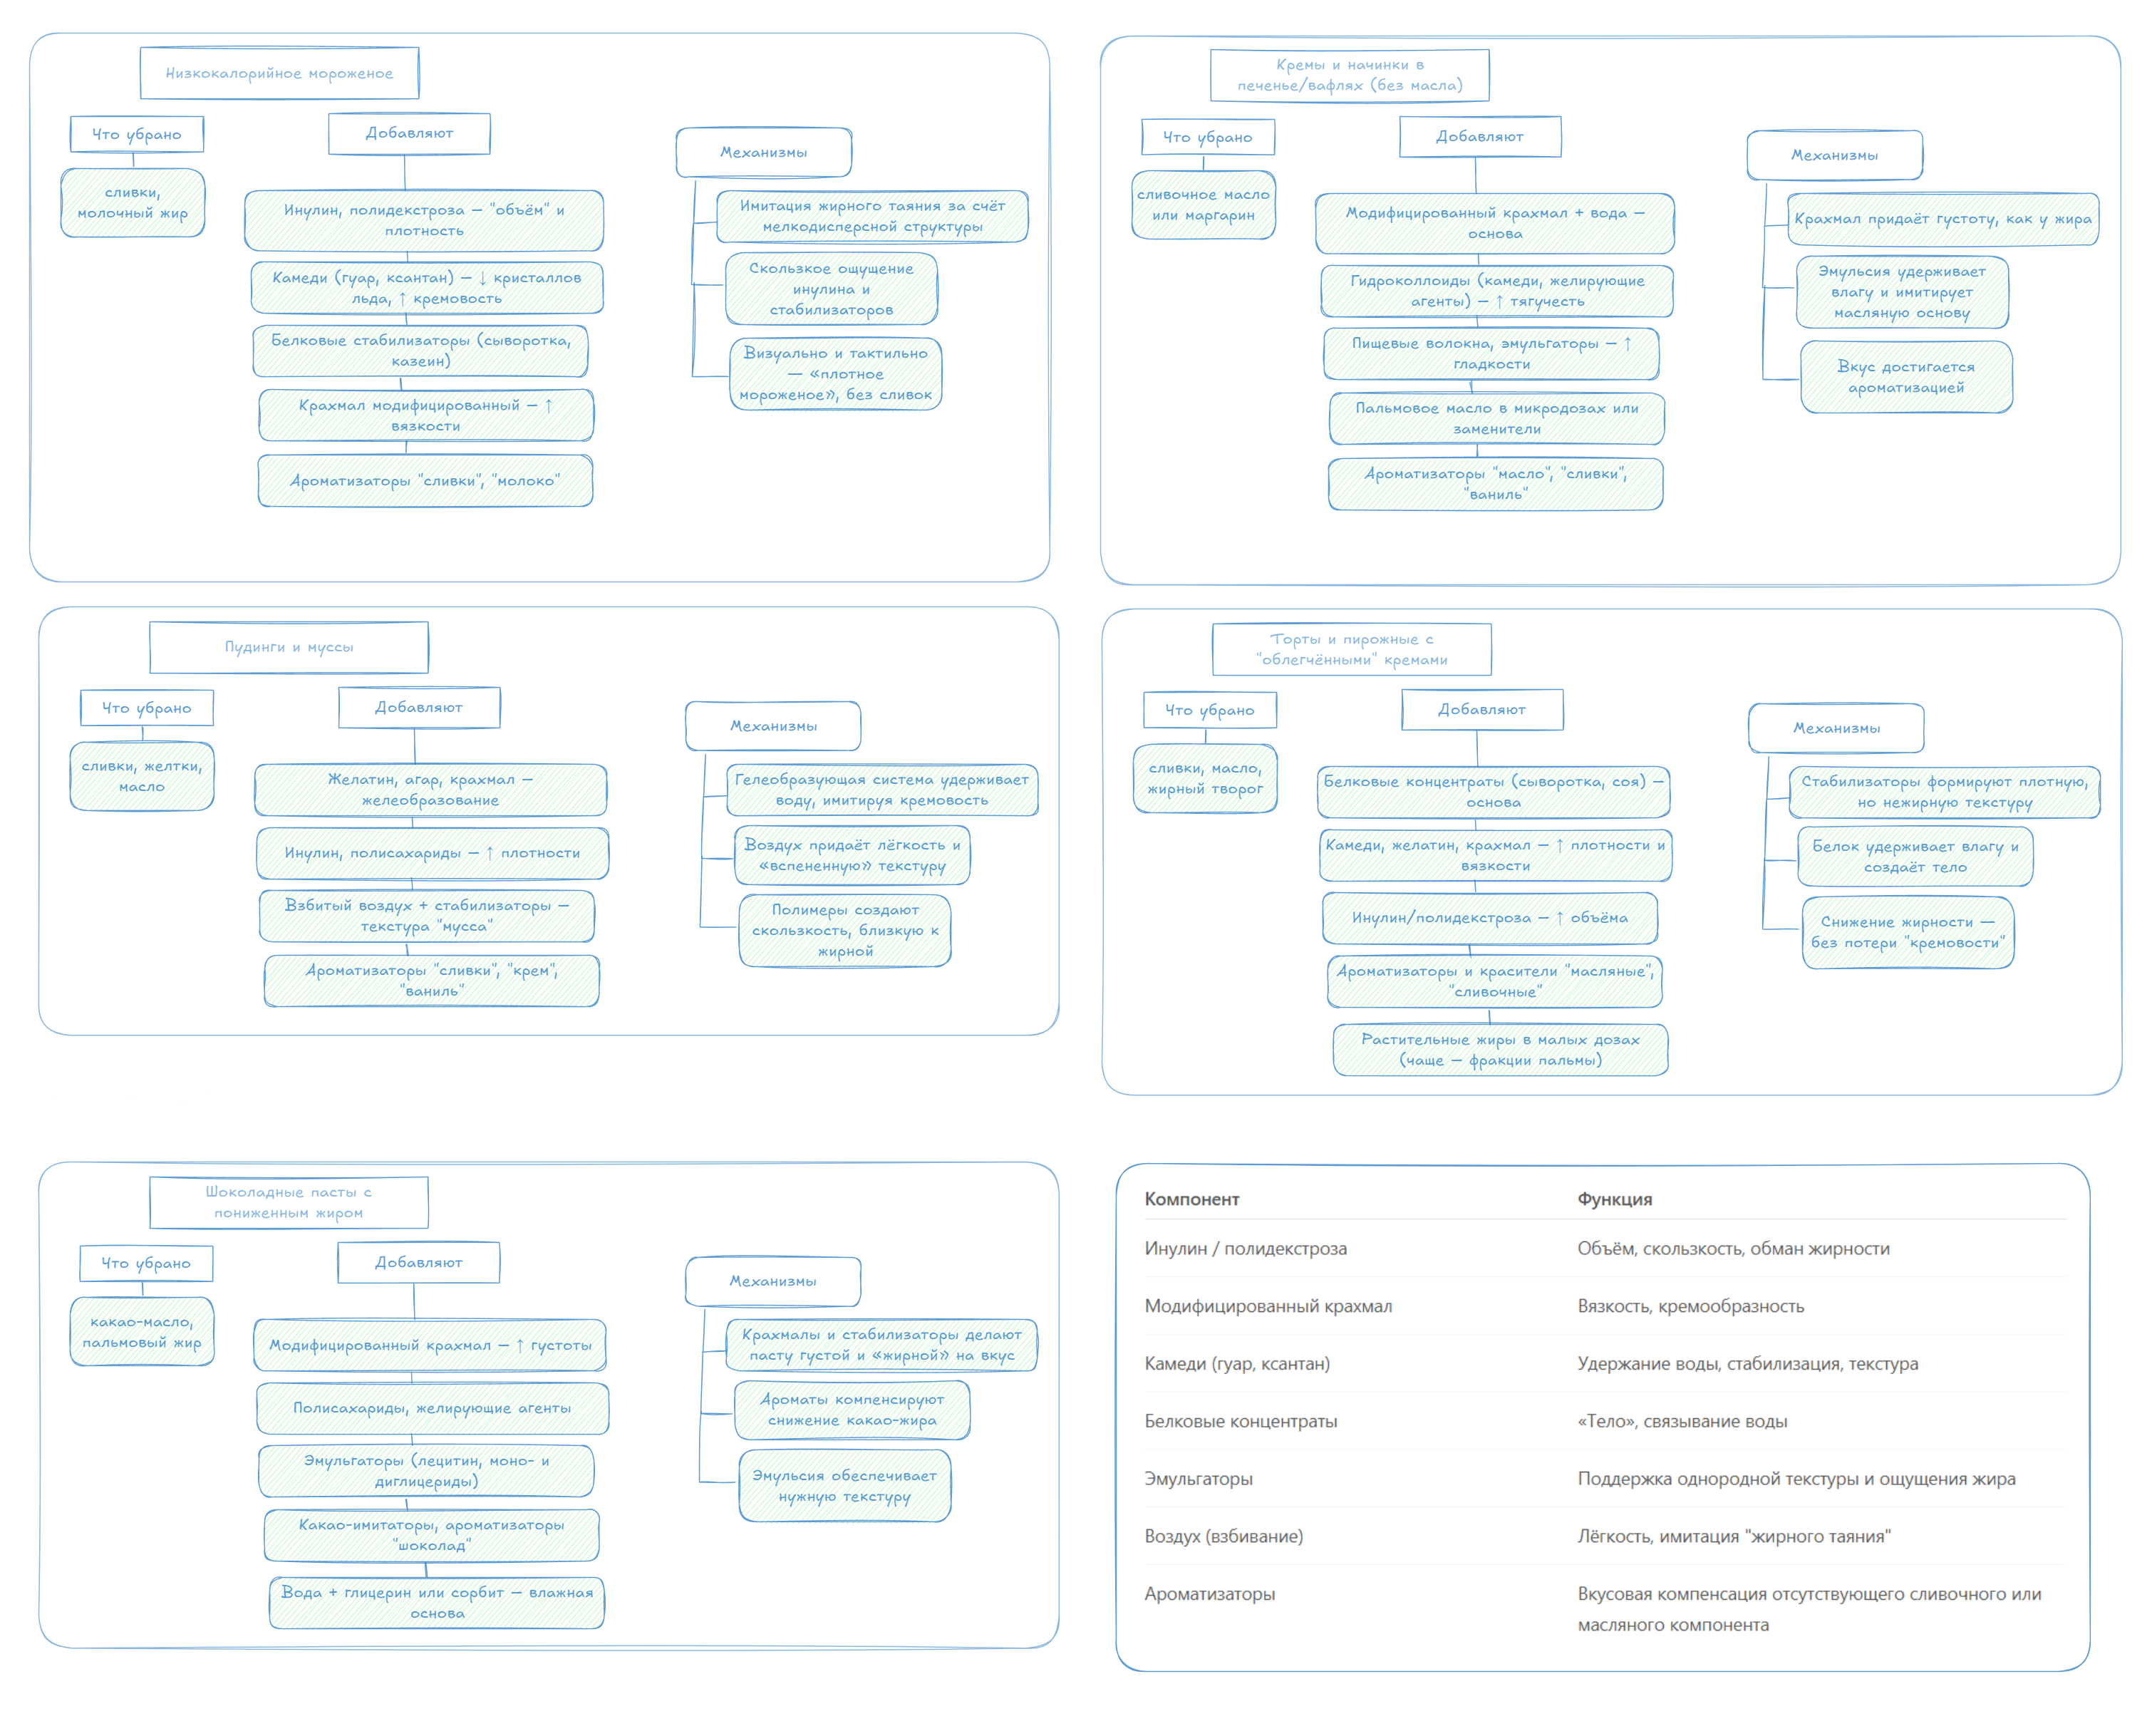 Низкокалорийное мороженое
Что убрано
сливки,
молочный жир
Добавляют
Инулин, полидекстроза — "объём" и
плотность
Камеди (гуар, ксантан) — ↓ кристаллов
льда, ↑ кремовость
Белковые стабилизаторы (сыворотка,
казеин)
Крахмал модифицированный — ↑
вязкости
Ароматизаторы "сливки", "молоко"
Механизмы
Имитация жирного таяния за счёт
мелкодисперсной структуры
Скользкое ощущение
инулина и
стабилизаторов
Визуально и тактильно
— «плотное
мороженое», без сливок
Кремы и начинки в
печенье/вафлях (без масла)
Что убрано
сливочное масло
или маргарин
Добавляют
Модифицированный крахмал + вода —
основа
Гидроколлоиды (камеди, желирующие
агенты) — ↑ тягучесть
Пищевые волокна, эмульгаторы — ↑
гладкости
Пальмовое масло в микродозах или
заменители
Ароматизаторы "масло", "сливки",
"ваниль"
Механизмы
Крахмал придаёт густоту, как у жира
Эмульсия удерживает
влагу и имитирует
масляную основу
Вкус достигается
ароматизацией
Пудинги и муссы
Что убрано
сливки, желтки,
масло
Добавляют
Желатин, агар, крахмал —
желеобразование
Инулин, полисахариды — ↑ плотности
Взбитый воздух + стабилизаторы —
текстура "мусса"
Ароматизаторы "сливки", "крем",
"ваниль"
Механизмы
Гелеобразующая система удерживает
воду, имитируя кремовость
Воздух придаёт лёгкость и
«вспененную» текстуру
Полимеры создают
скользкость, близкую к
жирной
Торты и пирожные с
"облегчёнными" кремами
Что убрано
сливки, масло,
жирный творог
Добавляют
Белковые концентраты (сыворотка, соя) —
основа
Камеди, желатин, крахмал — ↑ плотности и
вязкости
Инулин/полидекстроза — ↑ объёма
Ароматизаторы и красители "масляные",
"сливочные"
Растительные жиры в малых дозах
(чаще — фракции пальмы)
Механизмы
Стабилизаторы формируют плотную,
но нежирную текстуру
Белок удерживает влагу и
создаёт тело
Снижение жирности —
без потери "кремовости"
Шоколадные пасты с
пониженным жиром
Что убрано
какао-масло,
пальмовый жир
Добавляют
Модифицированный крахмал — ↑ густоты
Полисахариды, желирующие агенты
Эмульгаторы (лецитин, моно- и
диглицериды)
Какао-имитаторы, ароматизаторы
"шоколад"
Вода + глицерин или сорбит — влажная
основа
Механизмы
Крахмалы и стабилизаторы делают
пасту густой и «жирной» на вкус
Ароматы компенсируют
снижение какао-жира
Эмульсия обеспечивает
нужную текстуру
Компонент Функция
Инулин / полидекстроза Объём, скользкость, обман жирности
Модифицированный крахмал Вязкость, кремообразность
Камеди (гуар, ксантан) Удержание воды, стабилизация, текстура
Белковые концентраты «Тело», связывание воды
Эмульгаторы Поддержка однородной текстуры и ощущения жира
Воздух (взбивание) Лёгкость, имитация "жирного таяния"
Ароматизаторы Вкусовая компенсация отсутствующего сливочного или
масляного компонента